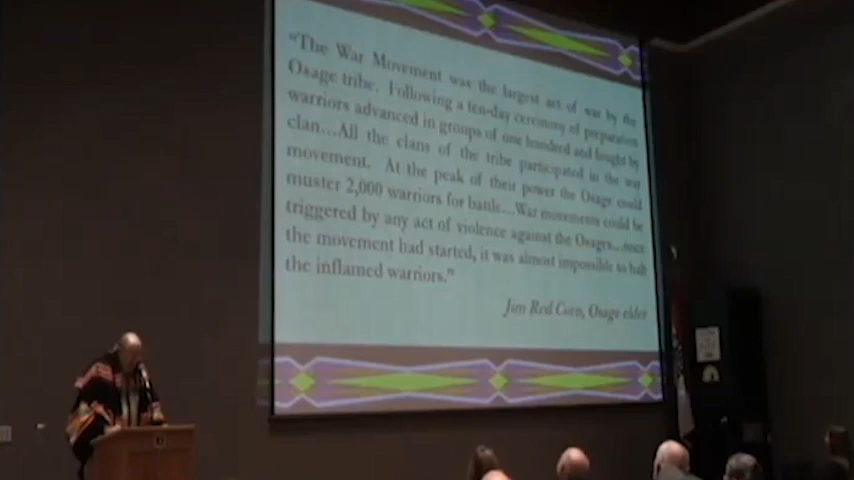 "The War Movement was the largest act of war by the
Osage tribe. Following a ten-day ceremony of preparation
warriors advanced in groups of one hundred and fought by
clan...All the clans of the tribe participated in the war
movement. At the peak of their power the Osage could
muster 2,000 warriors for battle...War movements could be
triggered by any act of violence against the Osages...once
the movement had started, it was almost impossible to halt
the inflamed warriors."
Jim Red Corn, Osage elder